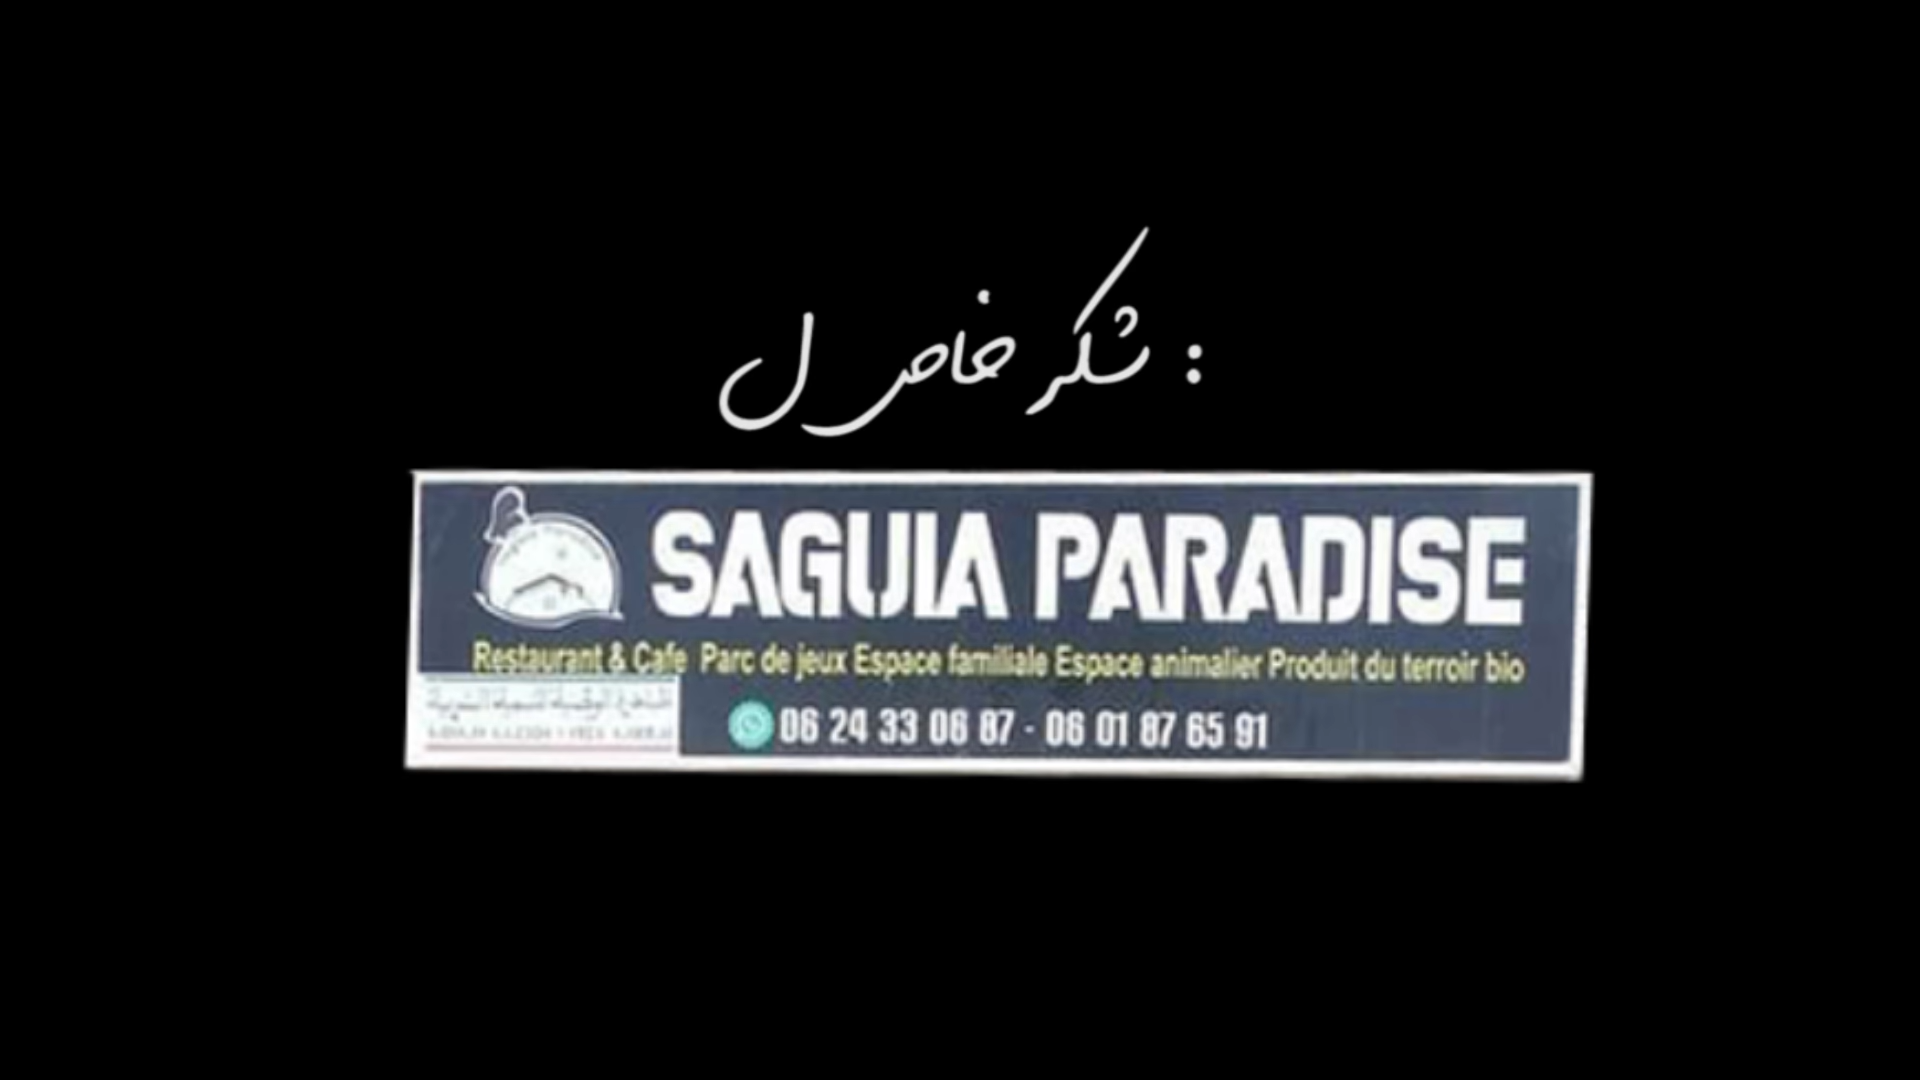 شكر خاص ل :
SAGUIA PARADISE
Restaurant & Cafe Parc de jeux Espace familiale Espace animalier Produit du terroir bio
06 24 33 06 87 - 06 01 87 65 91